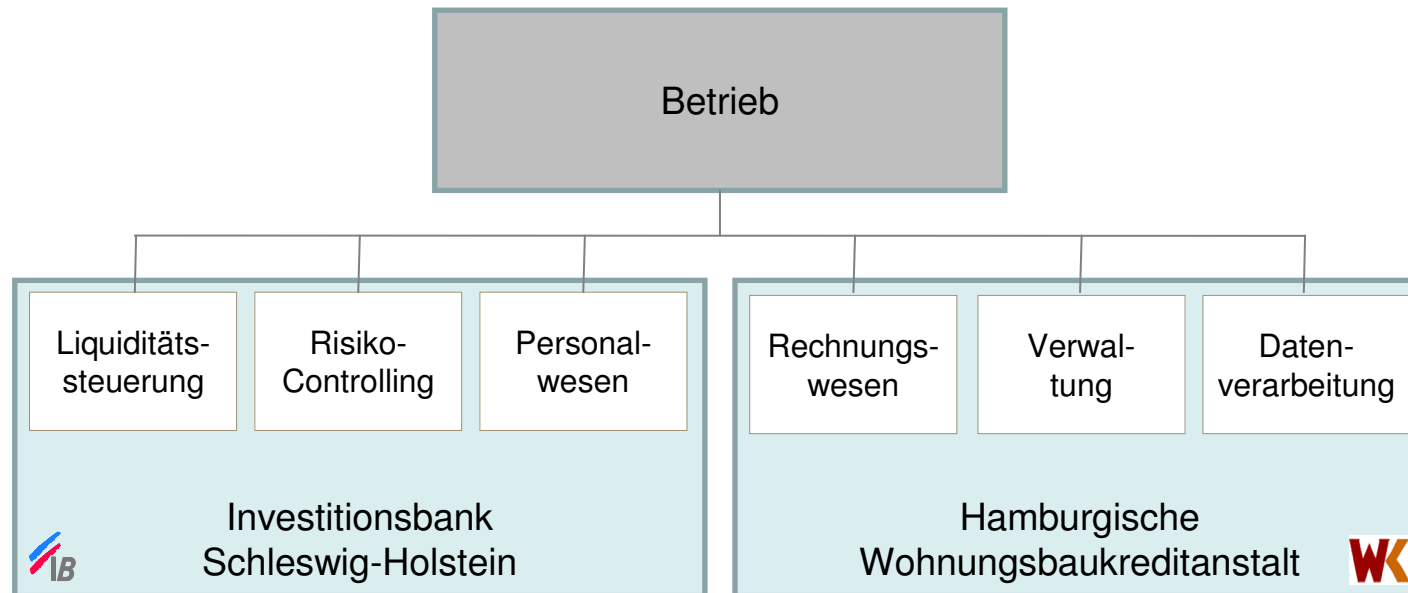 Betrieb
Liquiditäts-
steuerung
Risiko-
Controlling
Personal-
wesen
Rechnungs-
wesen
Verwal-
tung
Daten-
verarbeitung
Investitionsbank
Schleswig-Holstein
IB
Hamburgische
Wohnungsbaukreditanstalt
WK